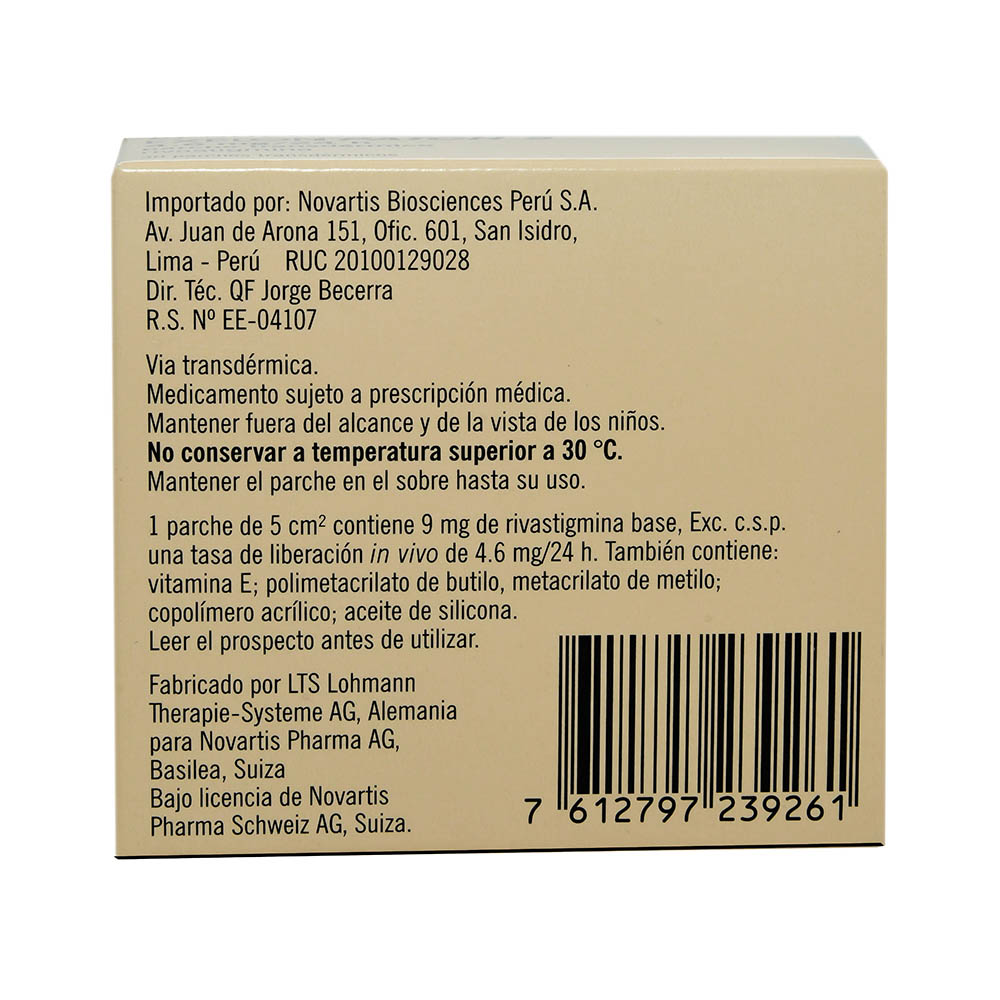 Importado por: Novartis Biosciences Perú S.A.
Av. Juan de Arona 151, Ofic. 601, San Isidro,
Lima - Perú RUC 20100129028
Dir. Téc. QF Jorge Becerra
R.S. Nº EE-04107
Via transdérmica.
Medicamento sujeto a prescripción médica.
Mantener fuera del alcance y de la vista de los niños.
No conservar a temperatura superior a 30 °C.
Mantener el parche en el sobre hasta su uso.
1 parche de 5 cm² contiene 9 mg de rivastigmina base, Exc. c.s.p.
una tasa de liberación in vivo de 4.6 mg/24 h. También contiene:
vitamina E; polimetacrilato de butilo, metacrilato de metilo;
copolímero acrílico; aceite de silicona.
Leer el prospecto antes de utilizar.
Fabricado por LTS Lohmann
Therapie-Systeme AG, Alemania
para Novartis Pharma AG,
Basilea, Suiza
Bajo licencia de Novartis
Pharma Schweiz AG, Suiza.
7 612797 239261